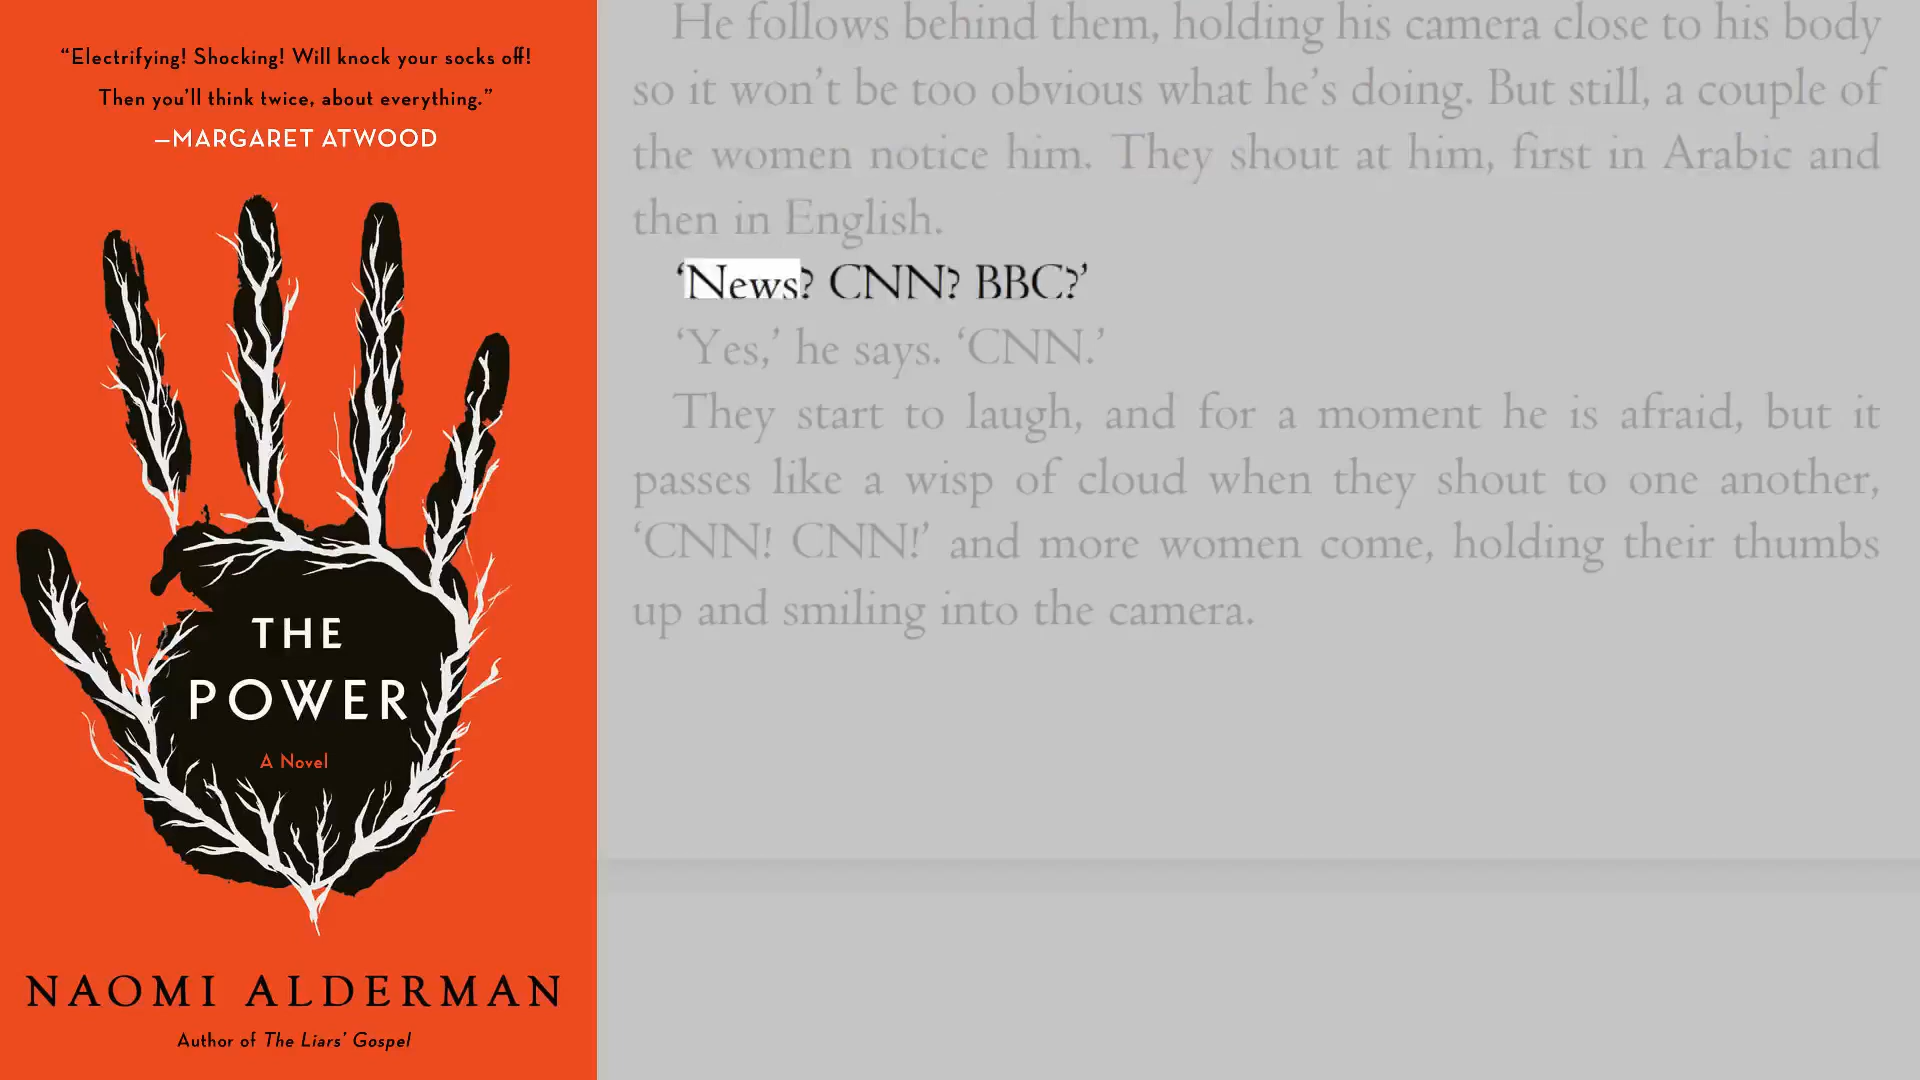 “Electrifying! Shocking! Will knock your socks off!
Then you’ll think twice, about everything.”
—MARGARET ATWOOD
THE
POWER
A Novel
NAOMI ALDERMAN
Author of The Liars’ Gospel
He follows behind them, holding his camera close to his body
so it won’t be too obvious what he’s doing. But still, a couple of
the women notice him. They shout at him, first in Arabic and
then in English.
‘News? CNN? BBC?’
‘Yes,’ he says. ‘CNN.’
They start to laugh, and for a moment he is afraid, but it
passes like a wisp of cloud when they shout to one another,
‘CNN! CNN!’ and more women come, holding their thumbs
up and smiling into the camera.